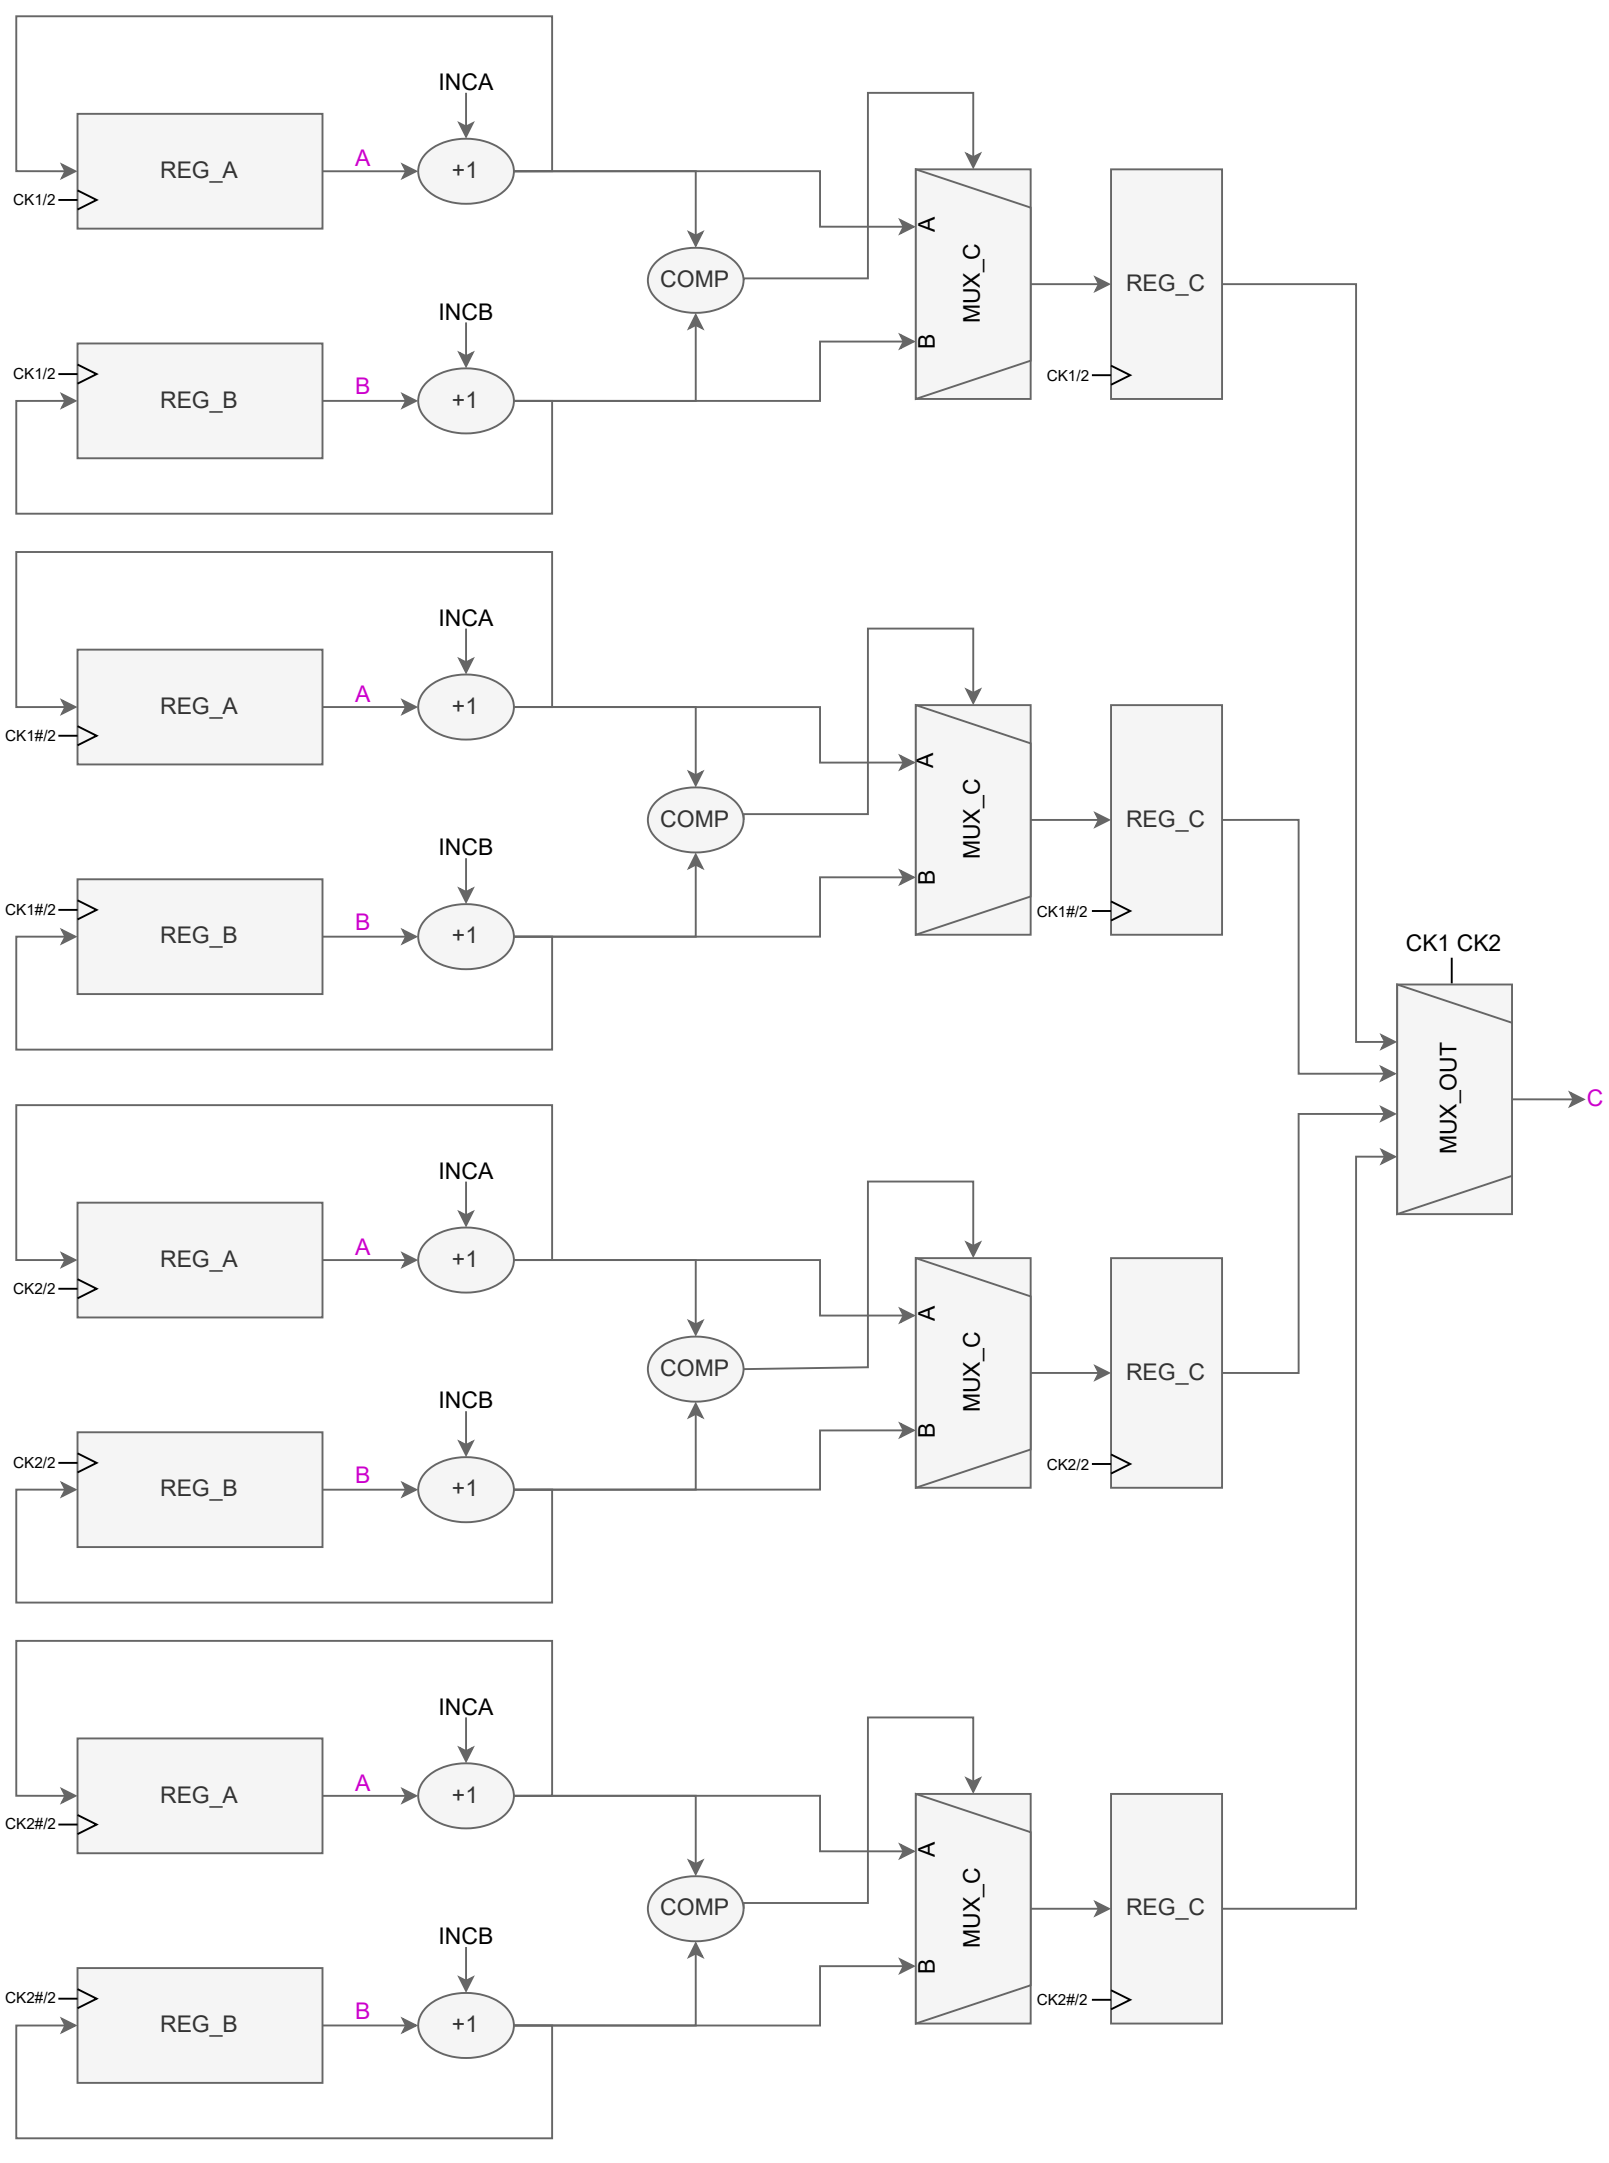 INCA
REG_A
A
+1
CK1/2
COMP
A
MUX_C
B
REG_C
CK1/2
INCB
CK1/2
REG_B
B
+1
INCA
REG_A
A
+1
CK1#/2
COMP
A
MUX_C
B
REG_C
CK1#/2
INCB
CK1#/2
REG_B
B
+1
CK1 CK2
MUX_OUT
C
INCA
REG_A
A
+1
CK2/2
COMP
A
MUX_C
B
REG_C
CK2/2
INCB
CK2/2
REG_B
B
+1
INCA
REG_A
A
+1
CK2#/2
COMP
A
MUX_C
B
REG_C
CK2#/2
INCB
CK2#/2
REG_B
B
+1